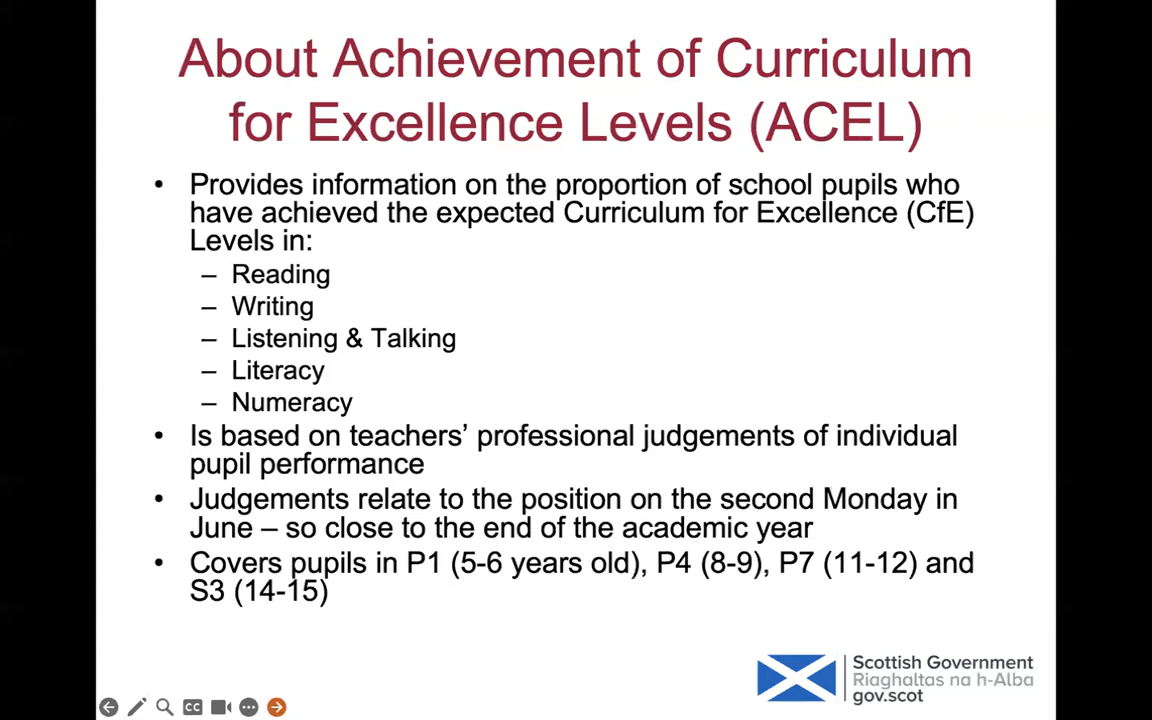 About Achievement of Curriculum
for Excellence Levels (ACEL)
• Provides information on the proportion of school pupils who
have achieved the expected Curriculum for Excellence (CfE)
Levels in:
– Reading
– Writing
– Listening & Talking
– Literacy
– Numeracy
• Is based on teachers’ professional judgements of individual
pupil performance
• Judgements relate to the position on the second Monday in
June – so close to the end of the academic year
• Covers pupils in P1 (5-6 years old), P4 (8-9), P7 (11-12) and
S3 (14-15)
Scottish Government
Riaghaltas na h-Alba
gov.scot
CC